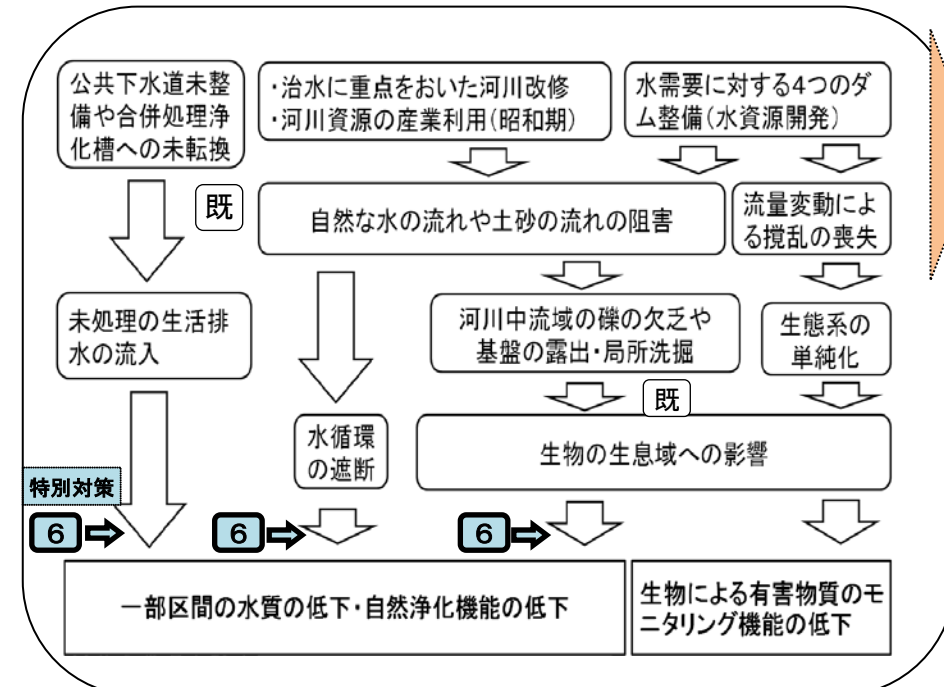 公共下水道未整
備や合併処理浄
化槽への未転換
・治水に重点をおいた河川改修
・河川資源の産業利用(昭和期)
水需要に対する4つのダ
ム整備(水資源開発)
既
自然な水の流れや土砂の流れの阻害
流量変動によ
る撹乱の喪失
未処理の生活排
水の流入
河川中流域の礫の欠乏や
基盤の露出・局所洗掘
生態系の
単純化
既
水循環
の遮断
生物の生息域への影響
特別対策
6
6
6
一部区間の水質の低下・自然浄化機能の低下
生物による有害物質のモ
ニタリング機能の低下